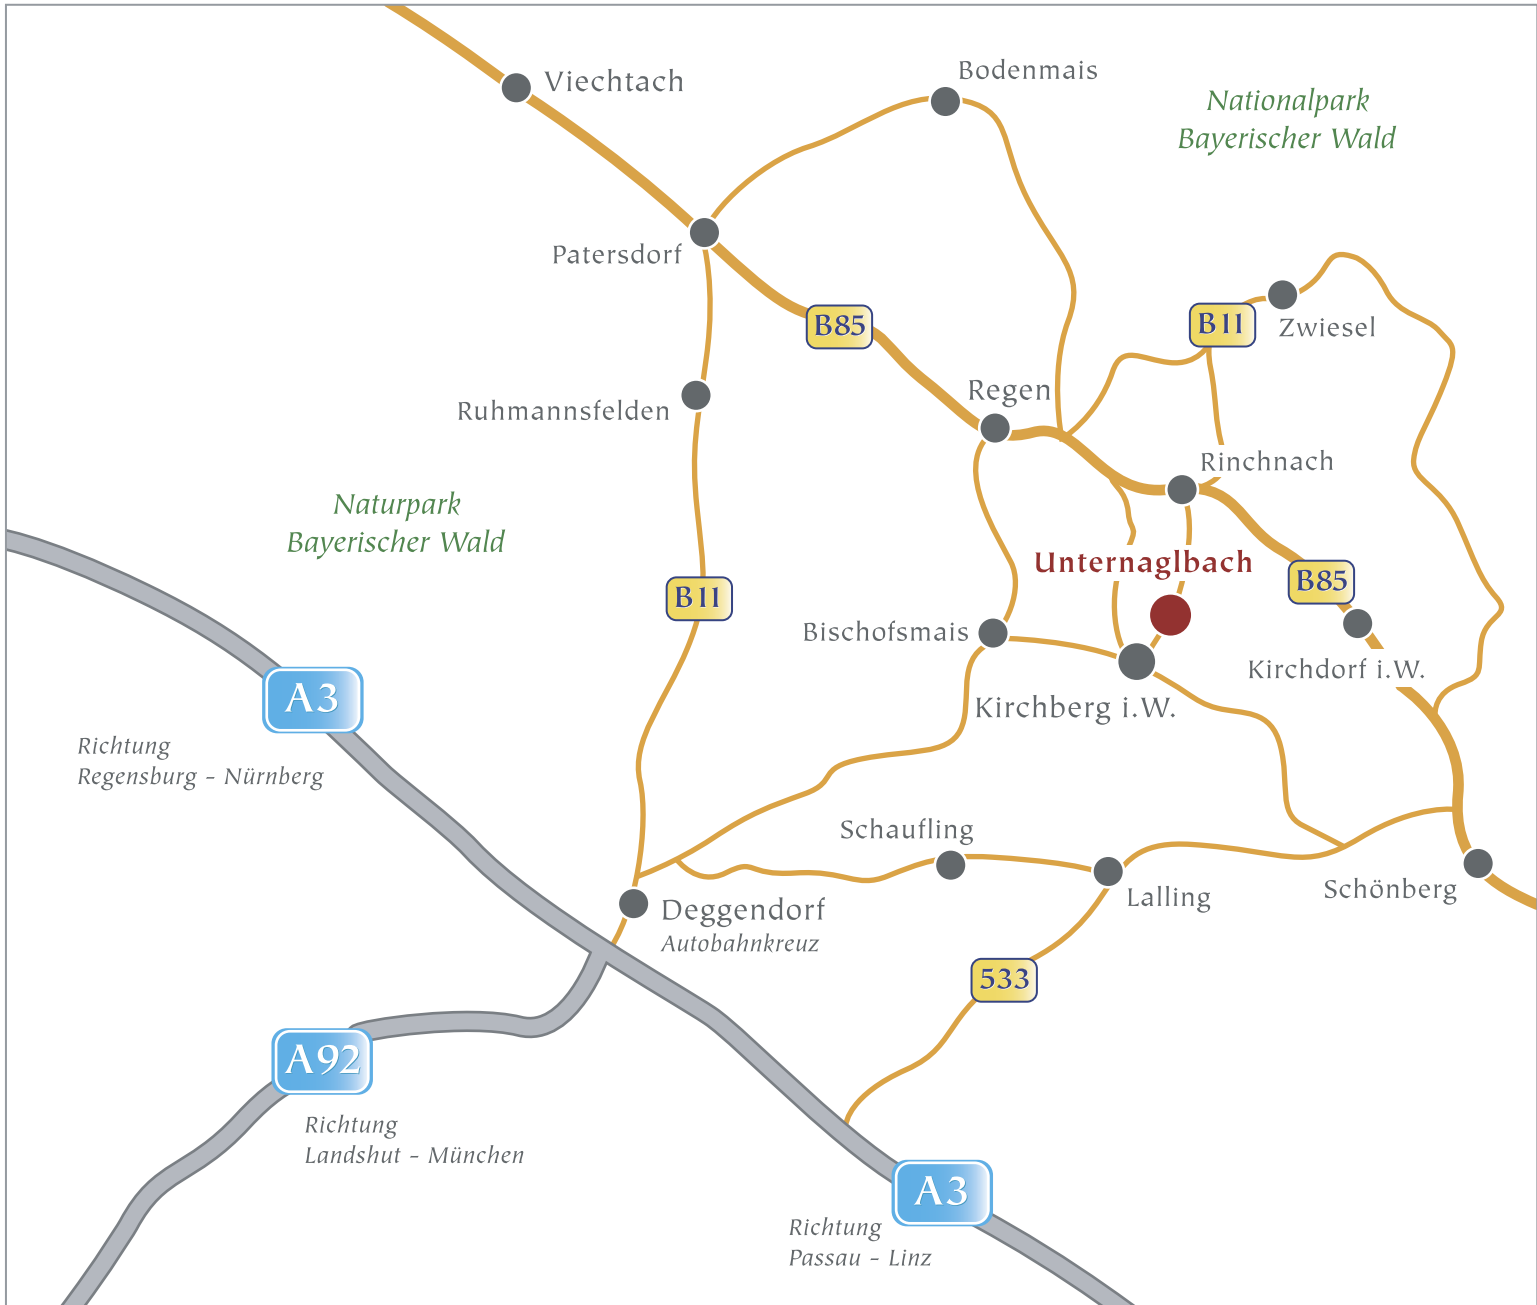 Bodenmais
Viechtach
Nationalpark
Bayerischer Wald
Patersdorf
B85
B11
Zwiesel
Regen
Ruhmannsfelden
Rinchnach
Naturpark
Bayerischer Wald
Unternaglbach
B85
B11
Bischofsmais
Kirchdorf i.W.
A3
Kirchberg i.W.
Richtung
Regensburg - Nürnberg
Schaufling
Schönberg
Lalling
Deggendorf
Autobahnkreuz
533
A92
Richtung
Landshut - München
A3
Richtung
Passau - Linz